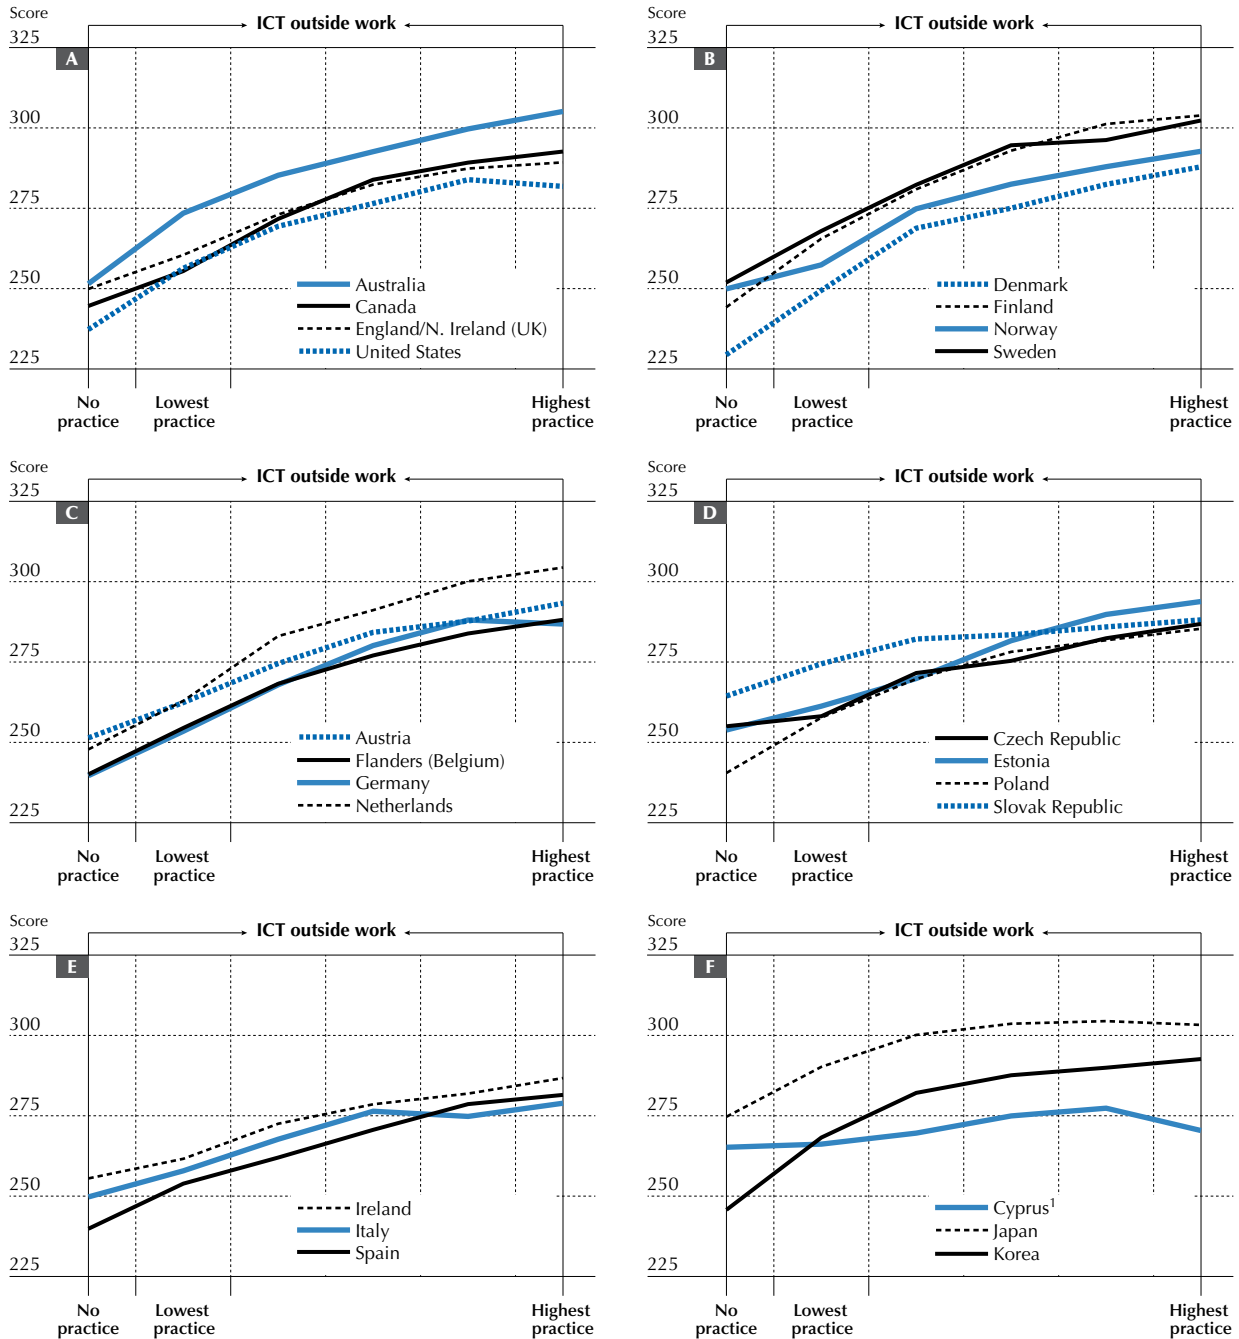 Score
ICT outside work
325
A
300
275
250
225
Australia
Canada
England/N. Ireland (UK)
United States
No practice
Lowest practice
Highest practice
Score
ICT outside work
325
B
300
275
250
225
Denmark
Finland
Norway
Sweden
No practice
Lowest practice
Highest practice
Score
ICT outside work
325
C
300
275
250
225
Austria
Flanders (Belgium)
Germany
Netherlands
No practice
Lowest practice
Highest practice
Score
ICT outside work
325
D
300
275
250
225
Czech Republic
Estonia
Poland
Slovak Republic
No practice
Lowest practice
Highest practice
Score
ICT outside work
325
E
300
275
250
225
Ireland
Italy
Spain
No practice
Lowest practice
Highest practice
Score
ICT outside work
325
F
300
275
250
225
Cyprus¹
Japan
Korea
No practice
Lowest practice
Highest practice